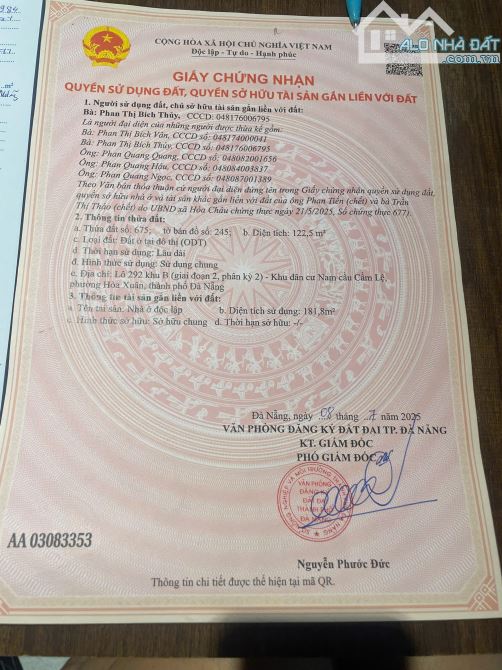 ALO NHÀ ĐẤT
Alonhadat.com.vn
CỘNG HÒA XÃ HỘI CHỦ NGHĨA VIỆT NAM
Độc lập - Tự do - Hạnh phúc
GIẤY CHỨNG NHẬN
QUYỀN SỬ DỤNG ĐẤT, QUYỀN SỞ HỮU TÀI SẢN GẮN LIỀN VỚI ĐẤT
1. Người sử dụng đất, chủ sở hữu tài sản gắn liền với đất:
Bà: Phan Thị Bích Thủy, CCCD: 048176006795
Là người đại diện của những người được thừa kế gồm:
Bà: Phan Thị Bích Vân, CCCD số: 048174000041
Bà: Phan Thị Bích Thủy, CCCD số: 048176006795
Ông: Phan Quang Quang, CCCD số: 048082001656
Ông: Phan Quang Hậu, CCCD số: 048084003837
Ông: Phan Quang Ngọc, CCCD số: 048087001389
Theo Văn bản thỏa thuận cử người đại diện đứng tên trong Giấy chứng nhận quyền sử dụng đất,
quyền sở hữu nhà ở và tài sản khác gắn liền với đất của ông Phan Tiến (chết) và bà Trần
Thị Thảo (chết) do UBND xã Hòa Châu chứng thực ngày 21/5/2025, Số chứng thực 677).
2. Thông tin thửa đất:
a. Thửa đất số: 675; tờ bản đồ số: 245; b. Diện tích: 122,5 m²
c. Loại đất: Đất ở tại đô thị (ODT)
d. Thời hạn sử dụng: Lâu dài
đ. Hình thức sử dụng: Sử dụng chung
e. Địa chỉ: Lô 292 khu B (giai đoạn 2, phân kỳ 2) - Khu dân cư Nam cầu Cẩm Lệ,
phường Hòa Xuân, thành phố Đà Nẵng
3. Thông tin tài sản gắn liền với đất:
a. Tên tài sản: Nhà ở độc lập b. Diện tích sử dụng: 181,8m²
c. Hình thức sở hữu: Sở hữu chung d. Thời hạn sở hữu: -/-
Đà Nẵng, ngày 08 tháng 7 năm 2025
VĂN PHÒNG ĐĂNG KÝ ĐẤT ĐAI TP. ĐÀ NẴNG
KT. GIÁM ĐỐC
PHÓ GIÁM ĐỐC
VĂN PHÒNG
ĐĂNG KÝ
ĐẤT ĐAI
THÀNH PHỐ
ĐÀ NẴNG
AA 03083353
Nguyễn Phước Đức
Thông tin chi tiết được thể hiện tại mã QR.